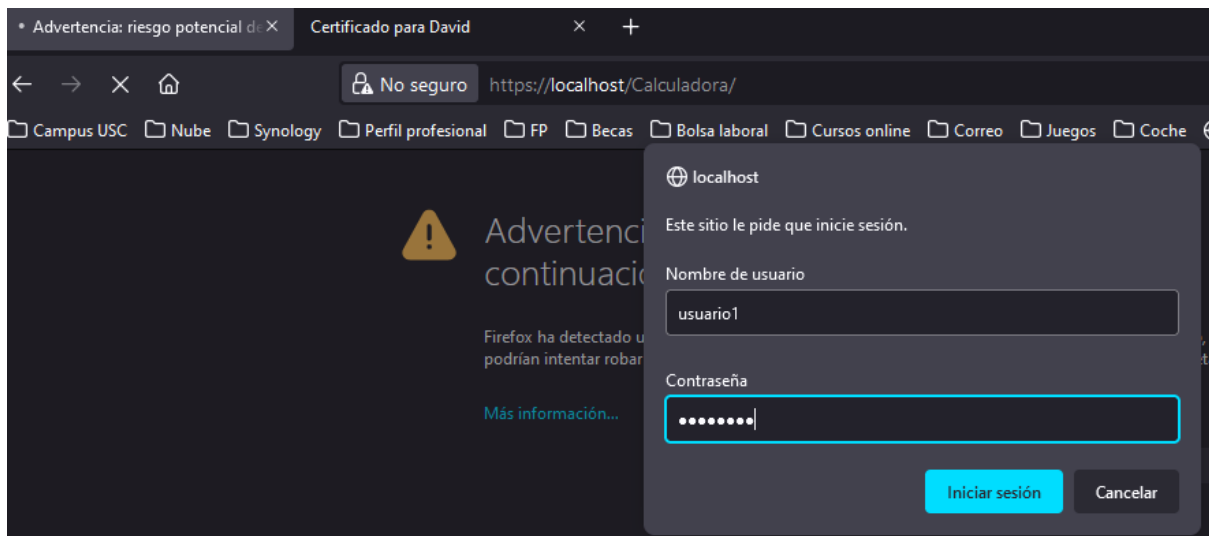 Advertencia: riesgo potencial de
Certificado para David
No seguro
https://localhost/Calculadora/
Campus USC
Nube
Synology
Perfil profesional
FP
Becas
Bolsa laboral
Cursos online
Correo
Juegos
Coche
Advertenci
continuació
Firefox ha detectado u
podrían intentar robar
Más información...
localhost
Este sitio le pide que inicie sesión.
Nombre de usuario
usuario1
Contraseña
••••••••
Iniciar sesión
Cancelar